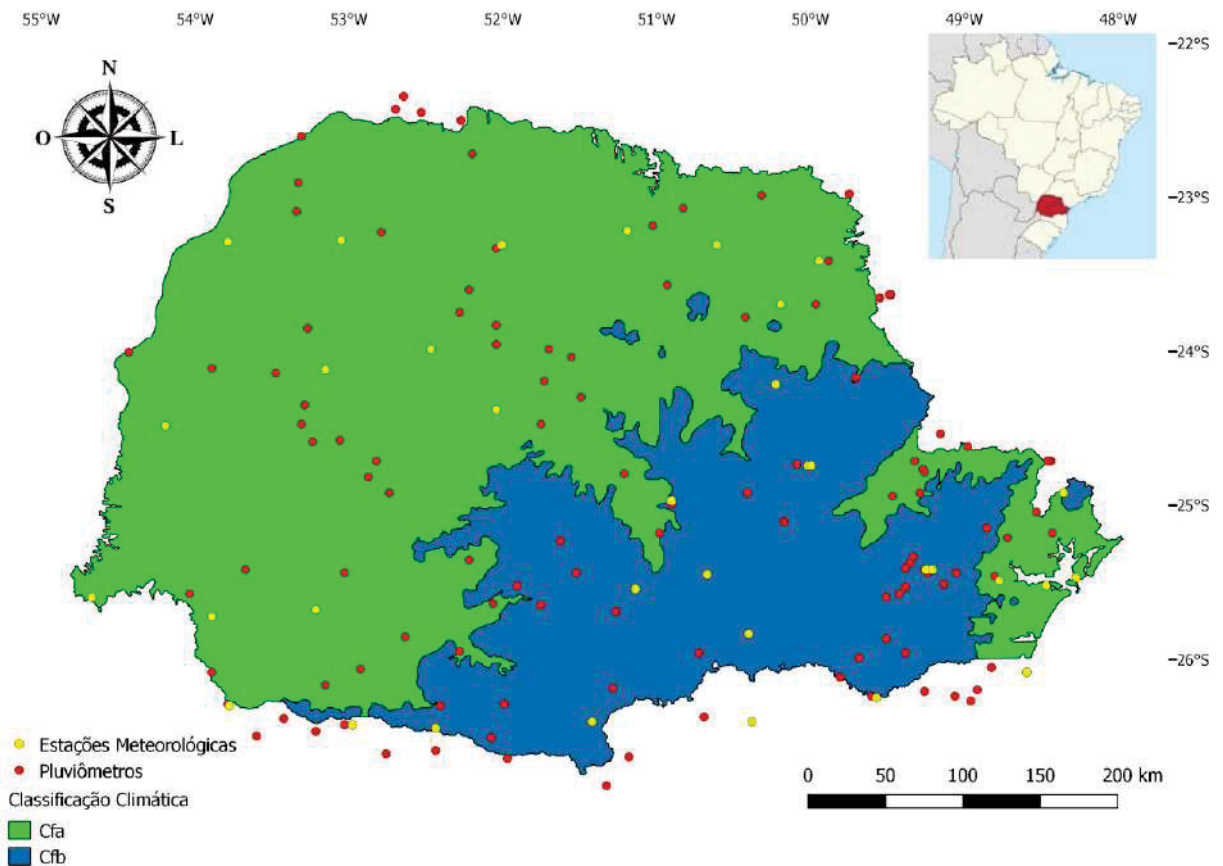 55°W 54°W 53°W 52°W 51°W 50°W 49°W 48°W
−22°S
N
O L
S
−23°S
−24°S
−25°S
−26°S
Estações Meteorológicas
Pluviômetros
Classificação Climática
Cfa
Cfb
0 50 100 150 200 km